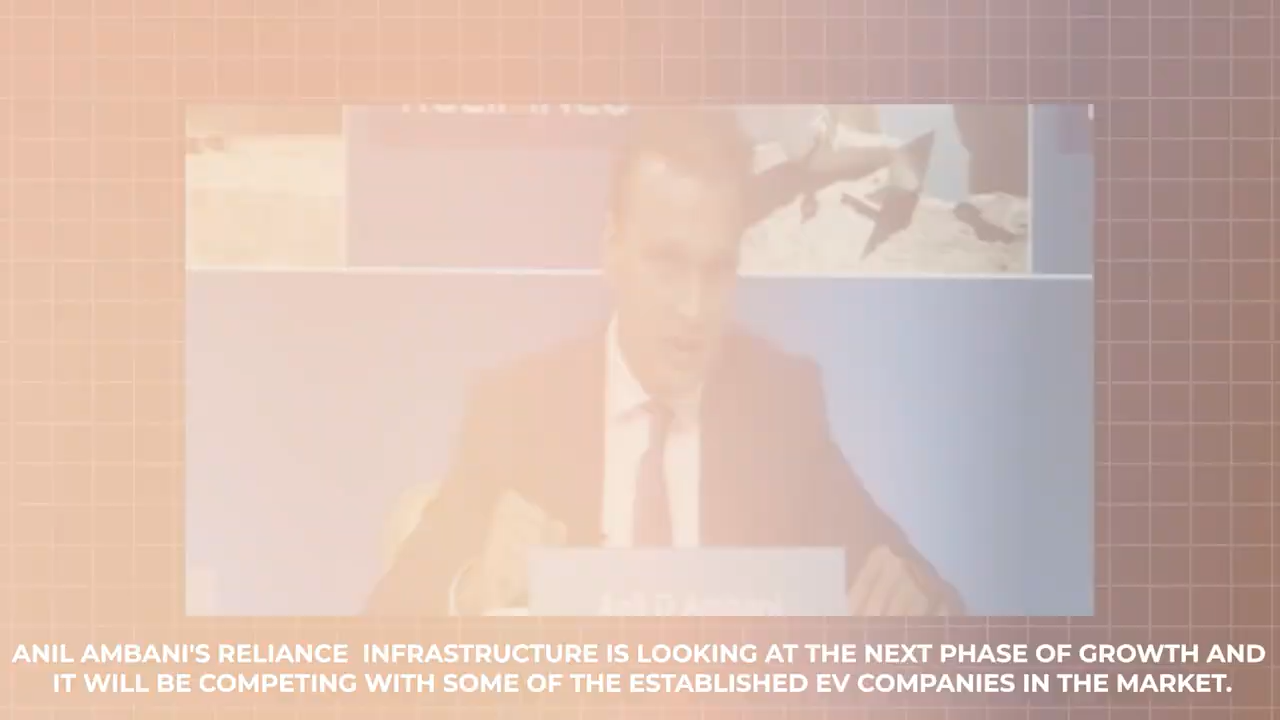 ANIL AMBANI'S RELIANCE  INFRASTRUCTURE IS LOOKING AT THE NEXT PHASE OF GROWTH AND
IT WILL BE COMPETING WITH SOME OF THE ESTABLISHED EV COMPANIES IN THE MARKET.